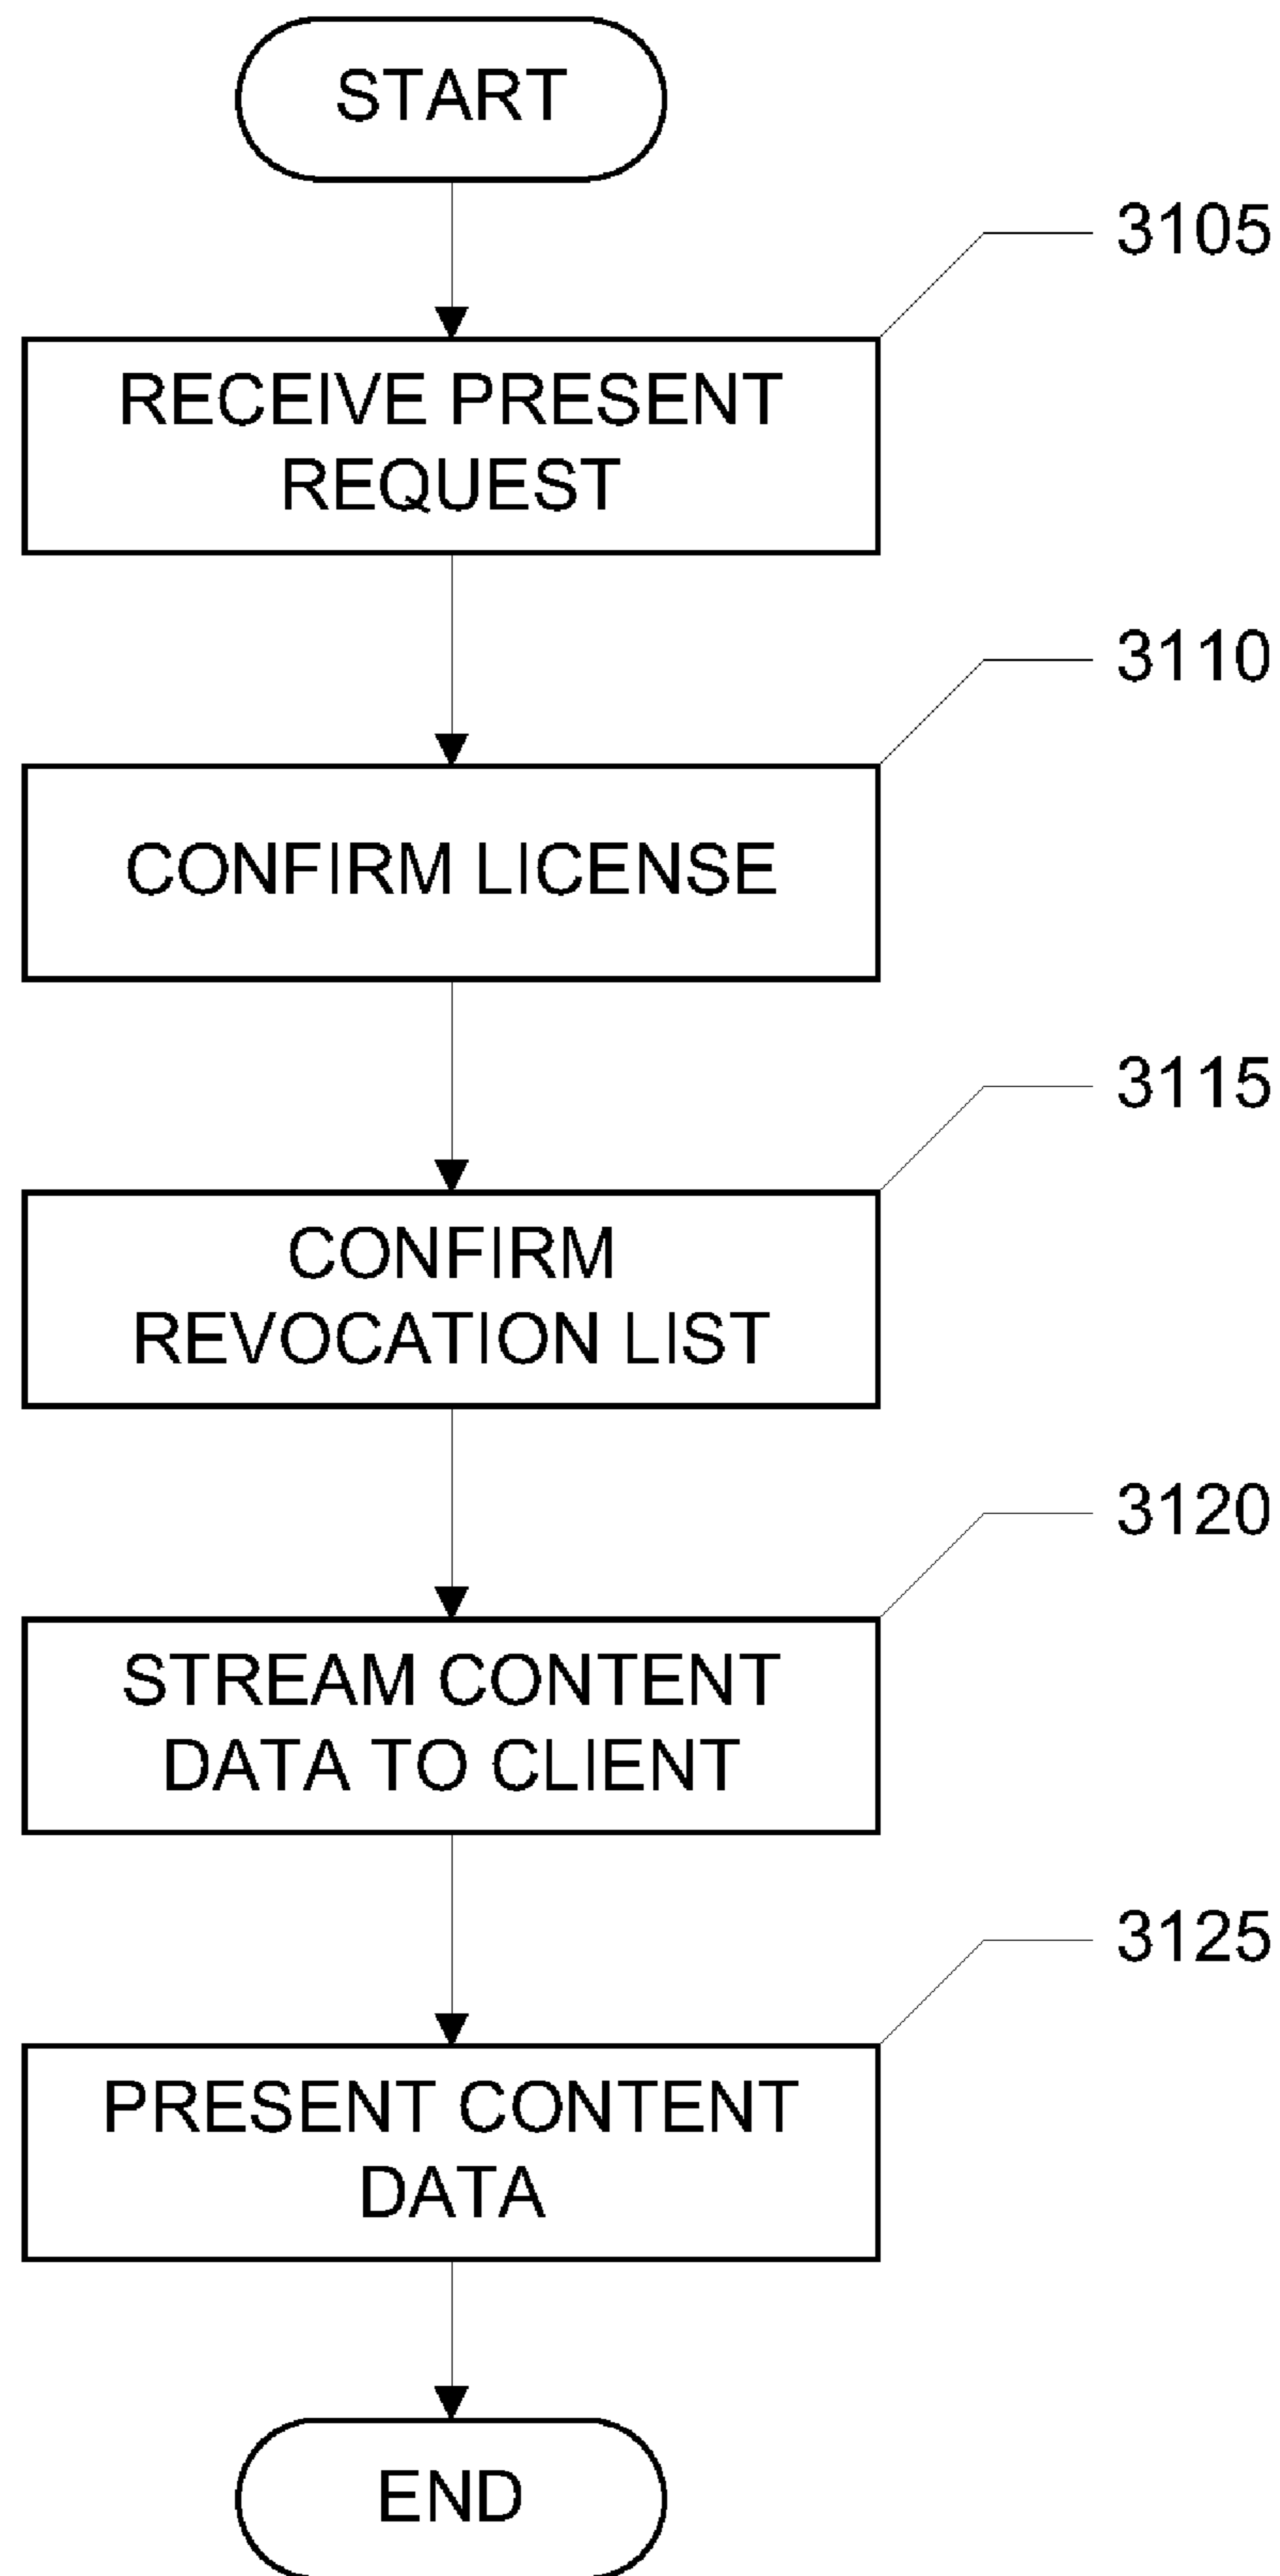 START
3105
RECEIVE PRESENT
REQUEST
3110
CONFIRM LICENSE
3115
CONFIRM
REVOCATION LIST
3120
STREAM CONTENT
DATA TO CLIENT
3125
PRESENT CONTENT
DATA
END